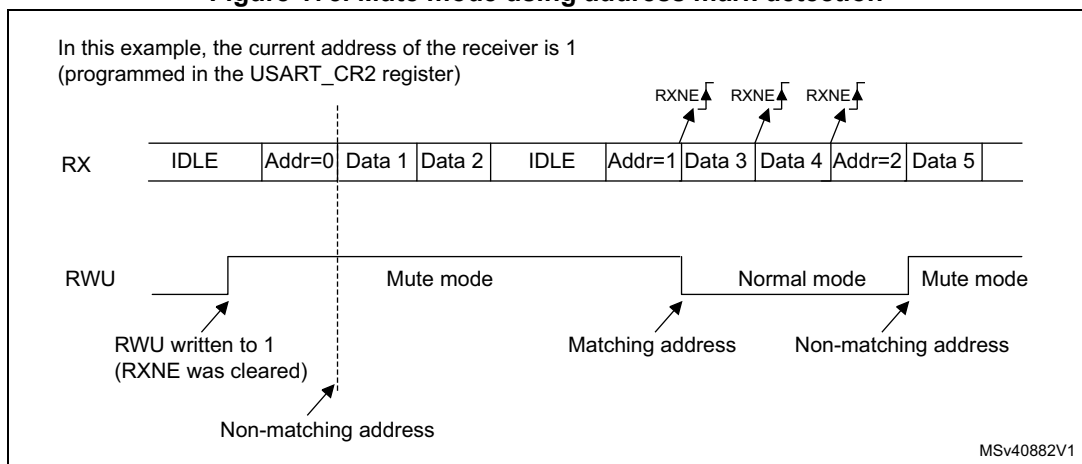 Figure Mute mode using address mark detection
In this example, the current address of the receiver is 1
(programmed in the USART_CR2 register)
RXNE RXNE RXNE
RX IDLE Addr=0 Data 1 Data 2 IDLE Addr=1 Data 3 Data 4 Addr=2 Data 5
RWU Mute mode Normal mode Mute mode
RWU written to 1 Matching address Non-matching address
(RXNE was cleared)
Non-matching address
MSv40882V1